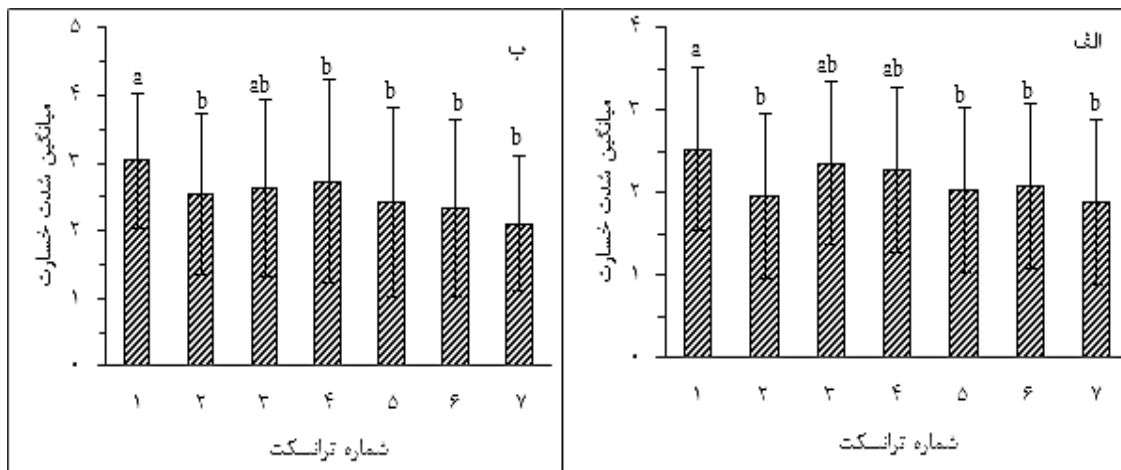 الف
میانگین شدت خسارت
۴
۳
۲
۱
۰
a b ab ab b b b
۱ ۲ ۳ ۴ ۵ ۶ ۷
شماره ترانسکت
ب
میانگین شدت خسارت
۵
۴
۳
۲
۱
۰
a b ab b b b b
۱ ۲ ۳ ۴ ۵ ۶ ۷
شماره ترانسکت